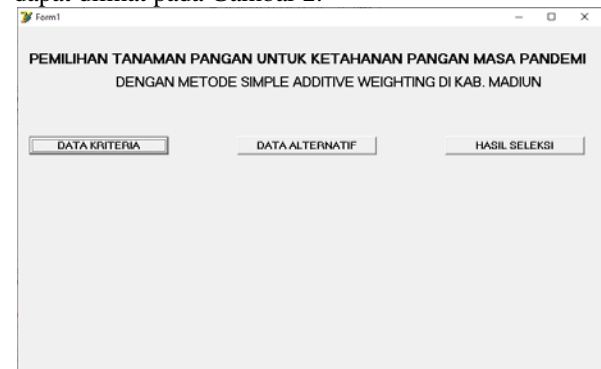 dapat dilihat pada Gambar 2.
Form1
PEMILIHAN TANAMAN PANGAN UNTUK KETAHANAN PANGAN MASA PANDEMI
DENGAN METODE SIMPLE ADDITIVE WEIGHTING DI KAB. MADIUN
DATA KRITERIA
DATA ALTERNATIF
HASIL SELEKSI